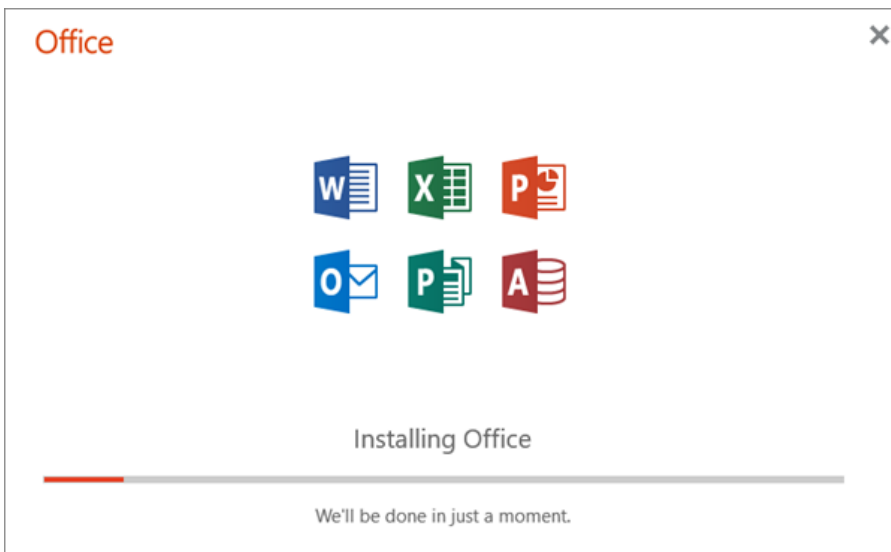 Office
W X P
O P A
Installing Office
We'll be done in just a moment.